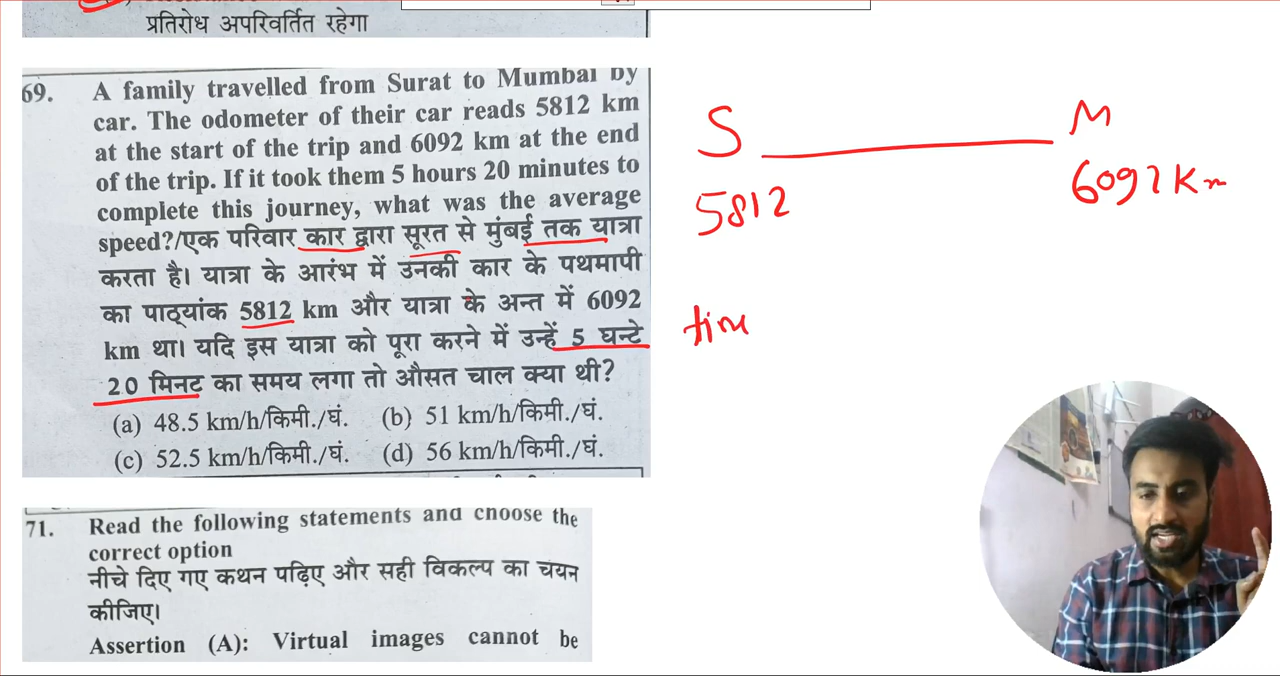 प्रतिरोध अपरिवर्तित रहेगा
69. A family travelled from Surat to Mumbai by
car. The odometer of their car reads 5812 km
at the start of the trip and 6092 km at the end
of the trip. If it took them 5 hours 20 minutes to
complete this journey, what was the average
speed?/एक परिवार कार द्वारा सूरत से मुंबई तक यात्रा
करता है। यात्रा के आरंभ में उनकी कार के पथमापी
का पाठ्यांक 5812 km और यात्रा के अन्त में 6092
km था। यदि इस यात्रा को पूरा करने में उन्हें 5 घन्टे
20 मिनट का समय लगा तो औसत चाल क्या थी?
(a) 48.5 km/h/किमी./घं. (b) 51 km/h/किमी./घं.
(c) 52.5 km/h/किमी./घं. (d) 56 km/h/किमी./घं.
S M
5812 6092 Km
time
71. Read the following statements and choose the
correct option
नीचे दिए गए कथन पढ़िए और सही विकल्प का चयन
कीजिए।
Assertion (A): Virtual images cannot be